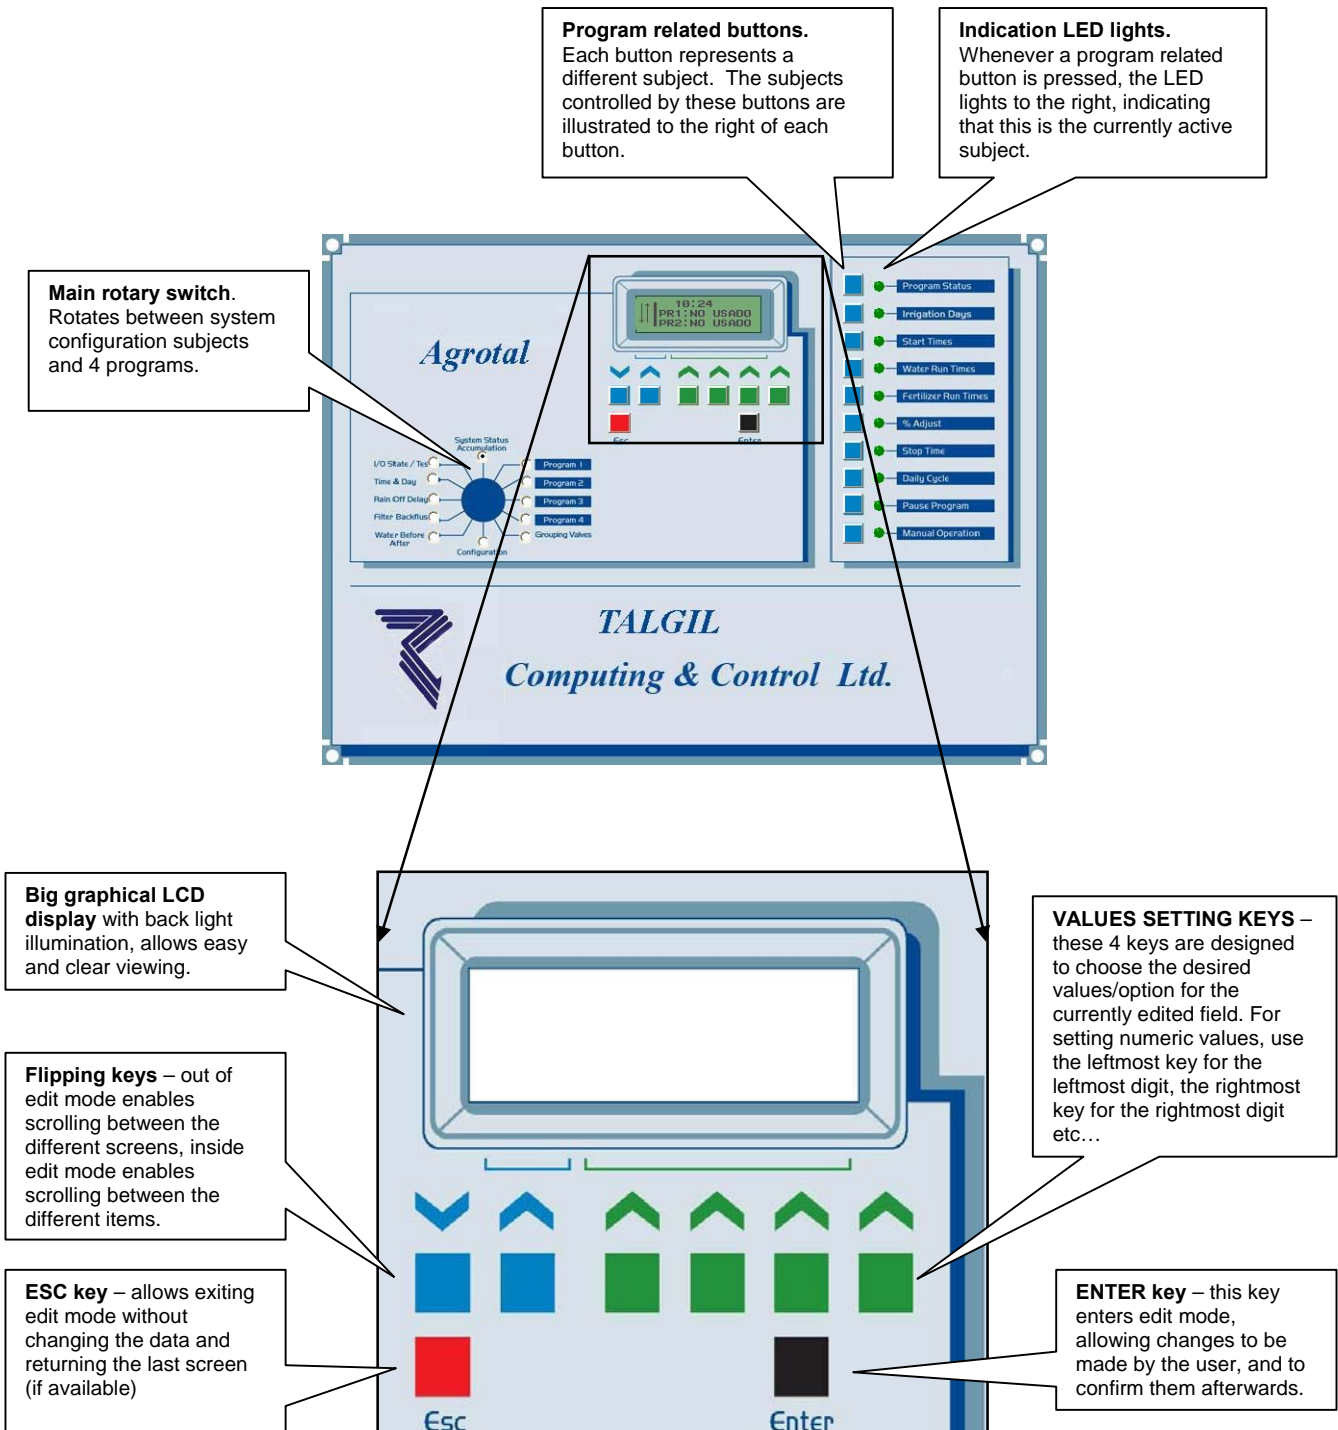 Program related buttons.
Each button represents a
different subject.  The subjects
controlled by these buttons are
illustrated to the right of each
button.
Indication LED lights.
Whenever a program related
button is pressed, the LED
lights to the right, indicating
that this is the currently active
subject.
Main rotary switch.
Rotates between system
configuration subjects
and 4 programs.
Agrotal
10:24
PR1:NO USADO
PR2:NO USADO
Esc
Enter
System Status
Accumulation
I/O State / Tes
Time & Day
Rain Off Delay
Filter Backflus
Water Before
After
Configuration
Program 1
Program 2
Program 3
Program 4
Grouping Valves
Program Status
Irrigation Days
Start Times
Water Run Times
Fertilizer Run Times
% Adjust
Stop Time
Daily Cycle
Pause Program
Manual Operation
TALGIL
Computing & Control Ltd.
Big graphical LCD
display with back light
illumination, allows easy
and clear viewing.
Flipping keys – out of
edit mode enables
scrolling between the
different screens, inside
edit mode enables
scrolling between the
different items.
ESC key – allows exiting
edit mode without
changing the data and
returning the last screen
(if available)
VALUES SETTING KEYS –
these 4 keys are designed
to choose the desired
values/option for the
currently edited field. For
setting numeric values, use
the leftmost key for the
leftmost digit, the rightmost
key for the rightmost digit
etc…
ENTER key – this key
enters edit mode,
allowing changes to be
made by the user, and to
confirm them afterwards.
Esc
Enter